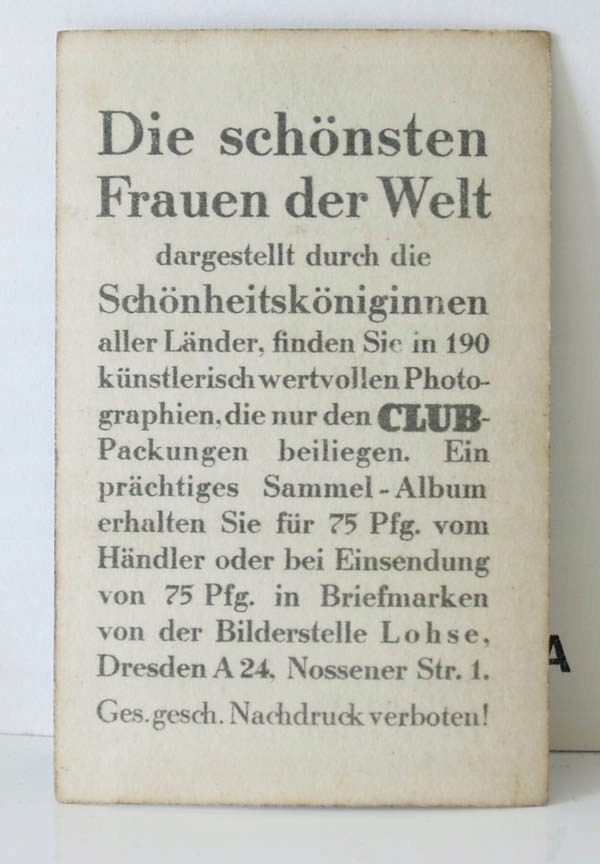 Die schönsten
Frauen der Welt
dargestellt durch die
Schönheitsköniginnen
aller Länder, finden Sie in 190
künstlerisch wertvollen Photo-
graphien, die nur den CLUB-
Packungen beiliegen. Ein
prächtiges Sammel-Album
erhalten Sie für 75 Pfg. vom
Händler oder bei Einsendung
von 75 Pfg. in Briefmarken
von der Bilderstelle Lohse,
Dresden A 24, Nossener Str. 1.
Ges. gesch. Nachdruck verboten!
A